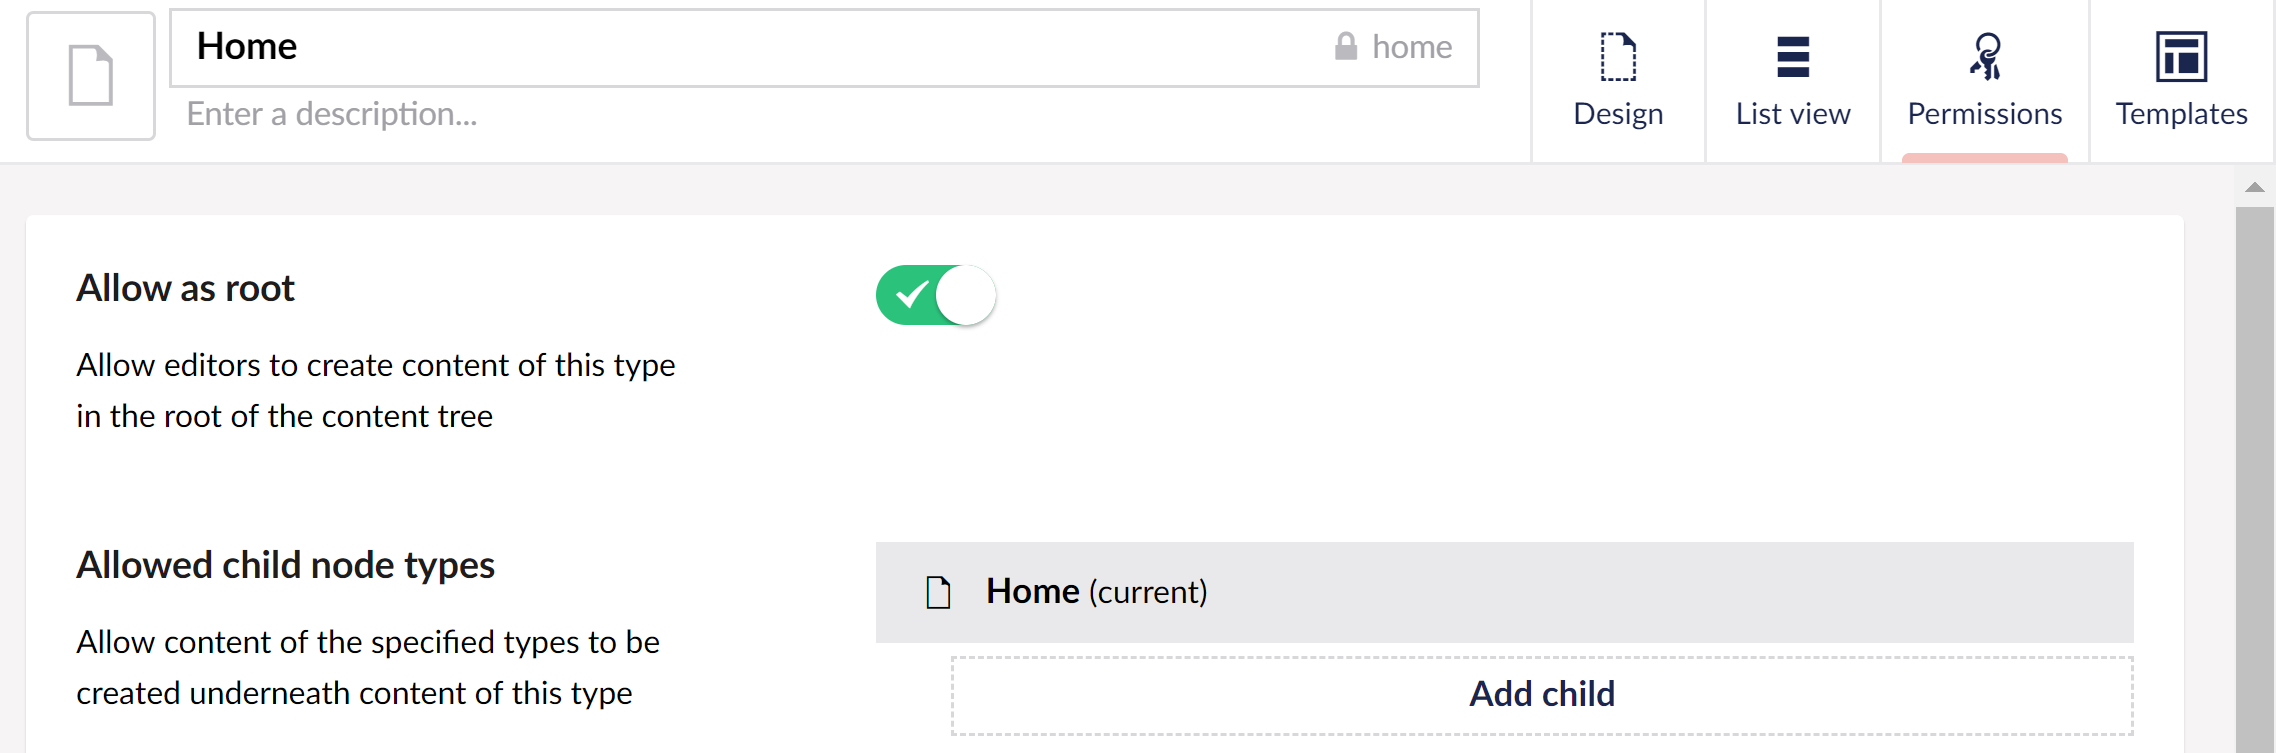 Home
home
Enter a description...
Design
List view
Permissions
Templates
Allow as root
Allow editors to create content of this type
in the root of the content tree
Allowed child node types
Allow content of the specified types to be
created underneath content of this type
Home (current)
Add child